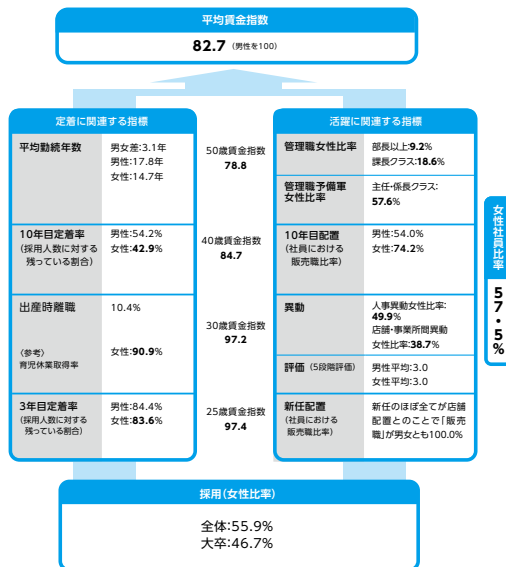 平均賃金指数
82.7 (男性を100)
定着に関連する指標
平均勤続年数
男女差:3.1年
男性:17.8年
女性:14.7年
10年目定着率
(採用人数に対する
残っている割合)
男性:54.2%
女性:42.9%
出産時離職
10.4%
〈参考〉
育児休業取得率
女性:90.9%
3年目定着率
(採用人数に対する
残っている割合)
男性:84.4%
女性:83.6%
50歳賃金指数
78.8
40歳賃金指数
84.7
30歳賃金指数
97.2
25歳賃金指数
97.4
活躍に関連する指標
管理職女性比率
部長以上:9.2%
課長クラス:18.6%
管理職予備軍
女性比率
主任・係長クラス:
57.6%
10年目配置
(社員における
販売職比率)
男性:54.0%
女性:74.2%
異動
人事異動女性比率:
49.9%
店舗・事業所間異動
女性比率:38.7%
評価 (5段階評価)
男性平均:3.0
女性平均:3.0
新任配置
(社員における
販売職比率)
新任のほぼ全てが店舗
配置とのことで「販売
職」が男女とも100.0%
女性社員比率
57・5%
採用(女性比率)
全体:55.9%
大卒:46.7%